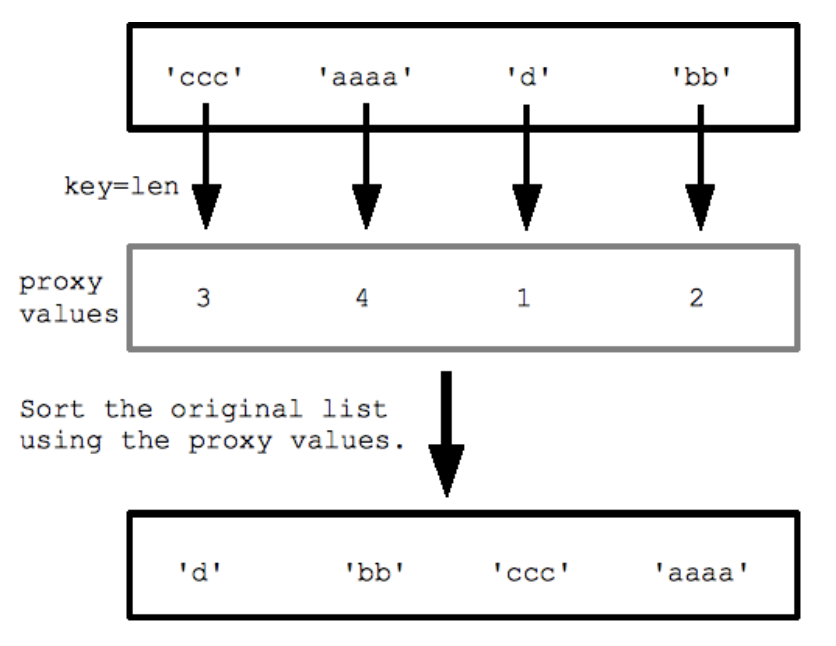 'ccc' 'aaaa' 'd' 'bb'
key=len
proxy
values
3 4 1 2
Sort the original list
using the proxy values.
'd' 'bb' 'ccc' 'aaaa'